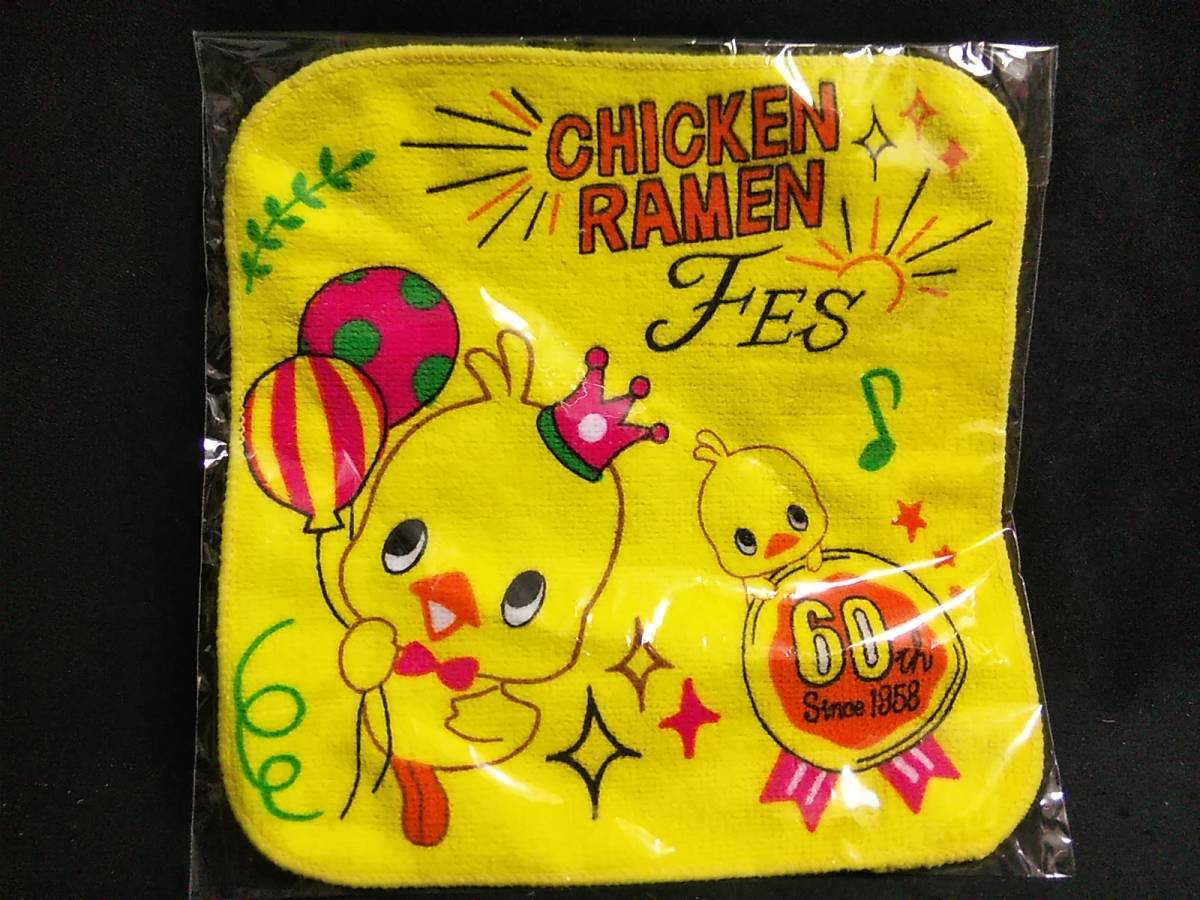 CHICKEN
RAMEN
FES
60th
Since 1958